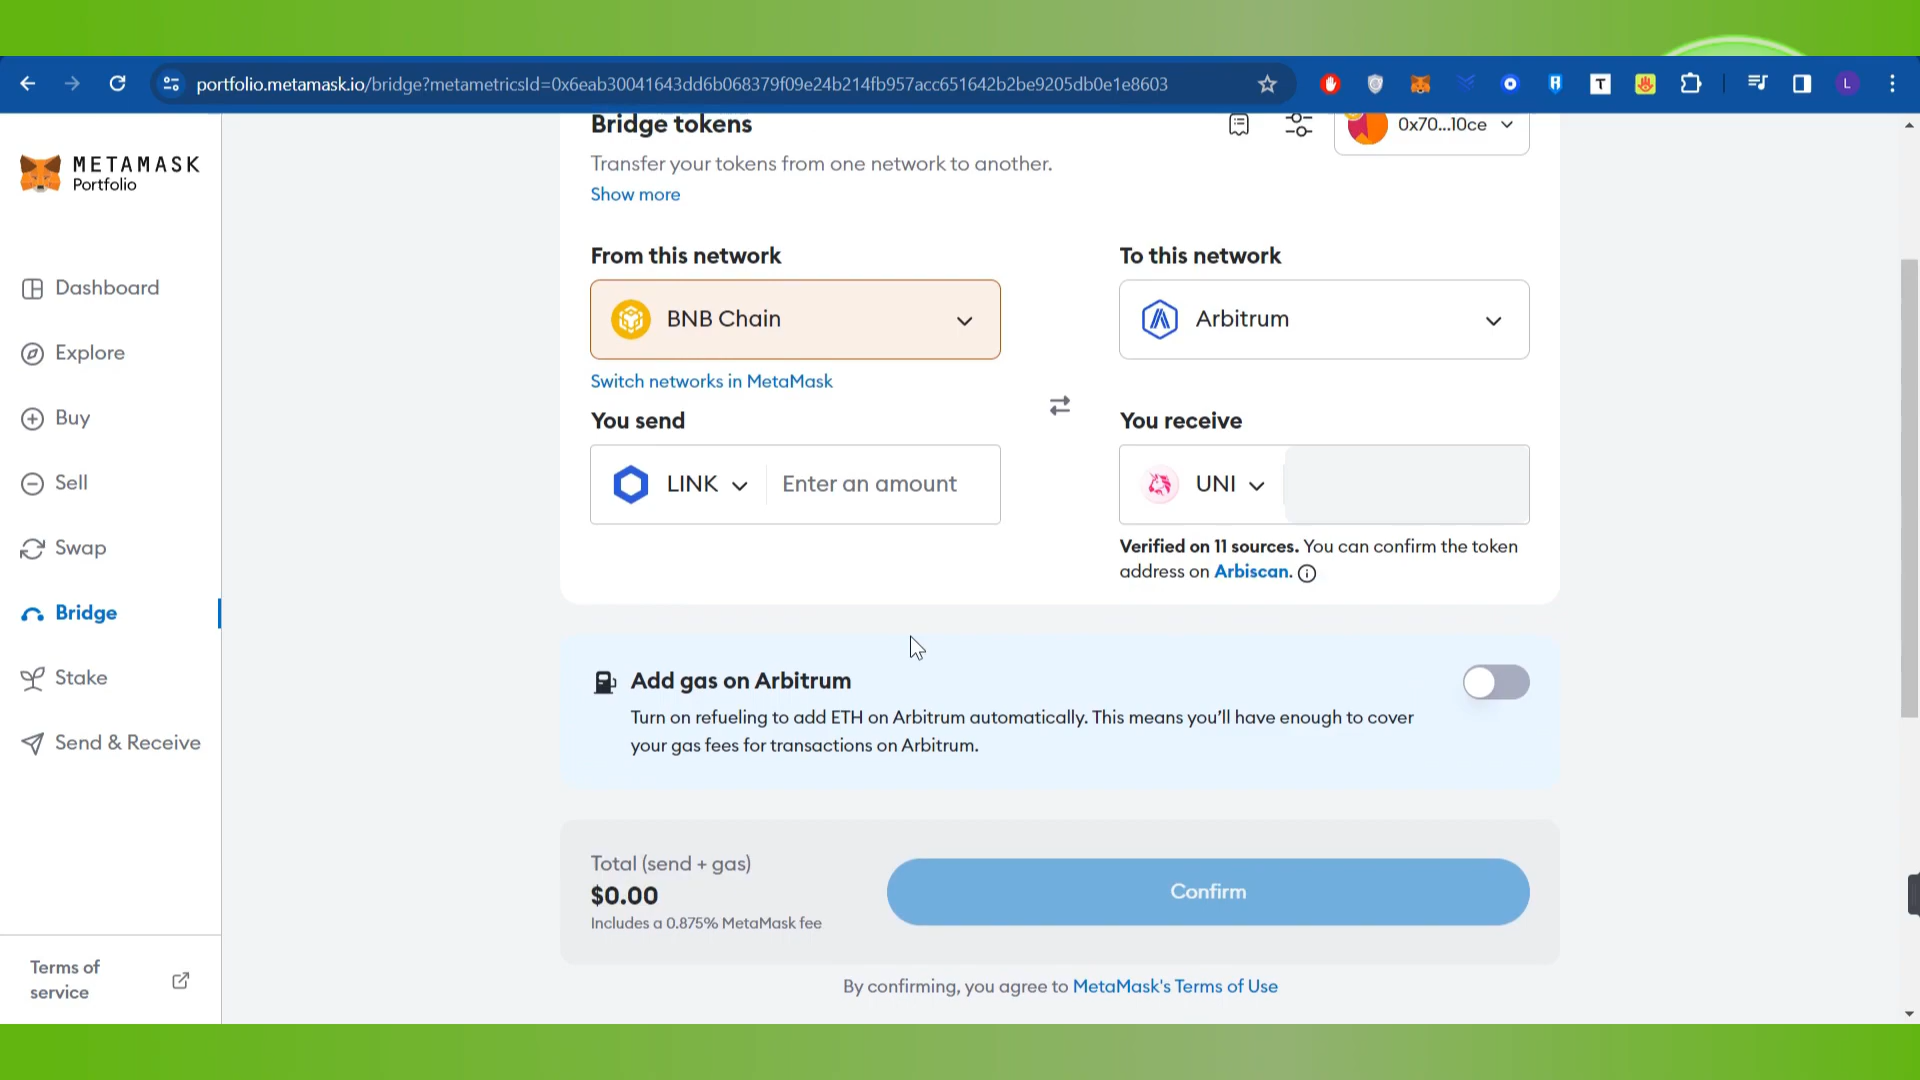 portfolio.metamask.io/bridge?metametricsId=0x6eab30041643dd6b068379f09e24b214fb957acc651642b2be9205db0e1e8603
T
L
METAMASK
Portfolio
Dashboard
Explore
Buy
Sell
Swap
Bridge
Stake
Send & Receive
Terms of
service
Bridge tokens
0x70...10ce
Transfer your tokens from one network to another.
Show more
From this network
To this network
BNB Chain
Arbitrum
Switch networks in MetaMask
You send
You receive
LINK
Enter an amount
UNI
Verified on 11 sources. You can confirm the token
address on Arbiscan.
Add gas on Arbitrum
Turn on refueling to add ETH on Arbitrum automatically. This means you’ll have enough to cover
your gas fees for transactions on Arbitrum.
Total (send + gas)
$0.00
Includes a 0.875% MetaMask fee
Confirm
By confirming, you agree to MetaMask's Terms of Use